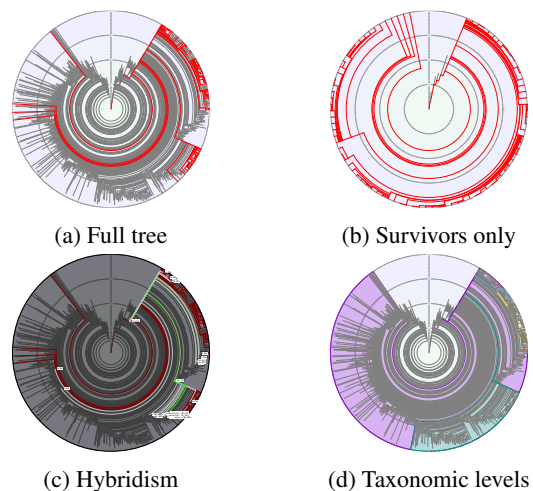 (a) Full tree
(b) Survivors only
(c) Hybridism
(d) Taxonomic levels